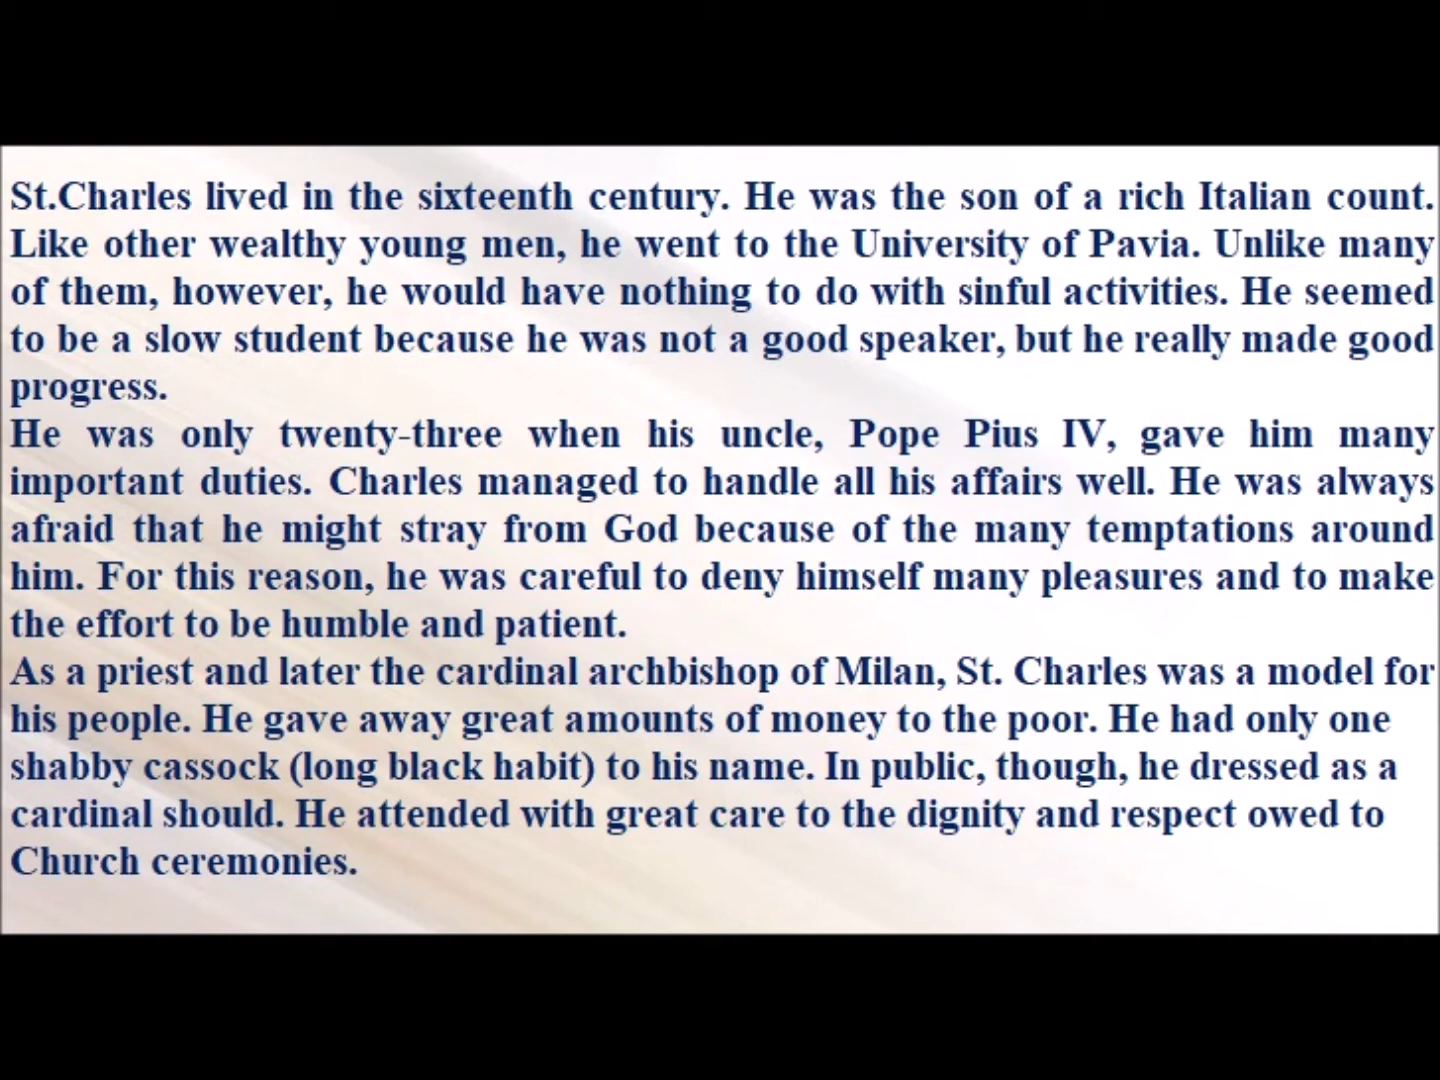 St.Charles lived in the sixteenth century. He was the son of a rich Italian count.
Like other wealthy young men, he went to the University of Pavia. Unlike many
of them, however, he would have nothing to do with sinful activities. He seemed
to be a slow student because he was not a good speaker, but he really made good
progress.
He was only twenty-three when his uncle, Pope Pius IV, gave him many
important duties. Charles managed to handle all his affairs well. He was always
afraid that he might stray from God because of the many temptations around
him. For this reason, he was careful to deny himself many pleasures and to make
the effort to be humble and patient.
As a priest and later the cardinal archbishop of Milan, St. Charles was a model for
his people. He gave away great amounts of money to the poor. He had only one
shabby cassock (long black habit) to his name. In public, though, he dressed as a
cardinal should. He attended with great care to the dignity and respect owed to
Church ceremonies.